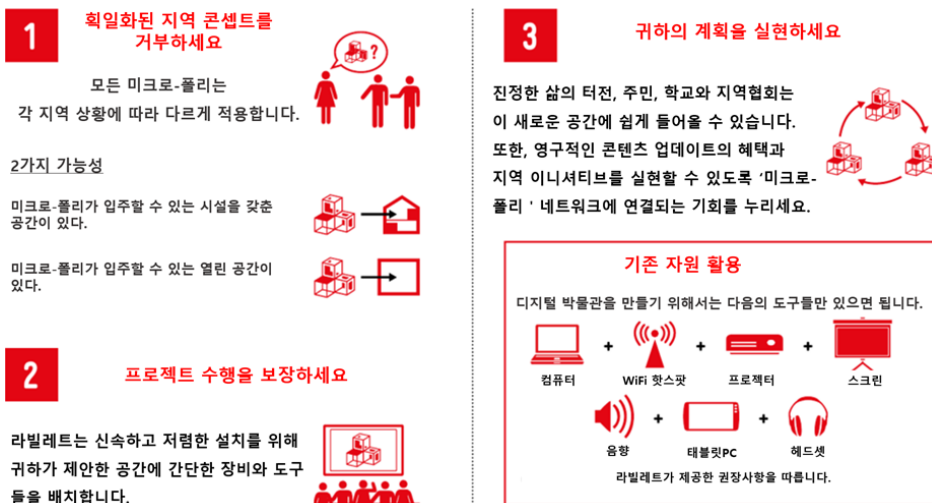 1
획일화된 지역 콘셉트를
거부하세요
?
모든 미크로-폴리는
각 지역 상황에 따라 다르게 적용합니다.
2가지 가능성
미크로-폴리가 입주할 수 있는 시설을 갖춘
공간이 있다.
미크로-폴리가 입주할 수 있는 열린 공간이
있다.
2
프로젝트 수행을 보장하세요
라빌레트는 신속하고 저렴한 설치를 위해
귀하가 제안한 공간에 간단한 장비와 도구
들을 배치합니다.
3
귀하의 계획을 실현하세요
진정한 삶의 터전, 주민, 학교와 지역협회는
이 새로운 공간에 쉽게 들어올 수 있습니다.
또한, 영구적인 콘텐츠 업데이트의 혜택과
지역 이니셔티브를 실현할 수 있도록 ‘미크로-
폴리 ' 네트워크에 연결되는 기회를 누리세요.
기존 자원 활용
디지털 박물관을 만들기 위해서는 다음의 도구들만 있으면 됩니다.
+ + +
컴퓨터 WiFi 핫스팟 프로젝터 스크린
+ +
음향 태블릿PC 헤드셋
라빌레트가 제공한 권장사항을 따릅니다.